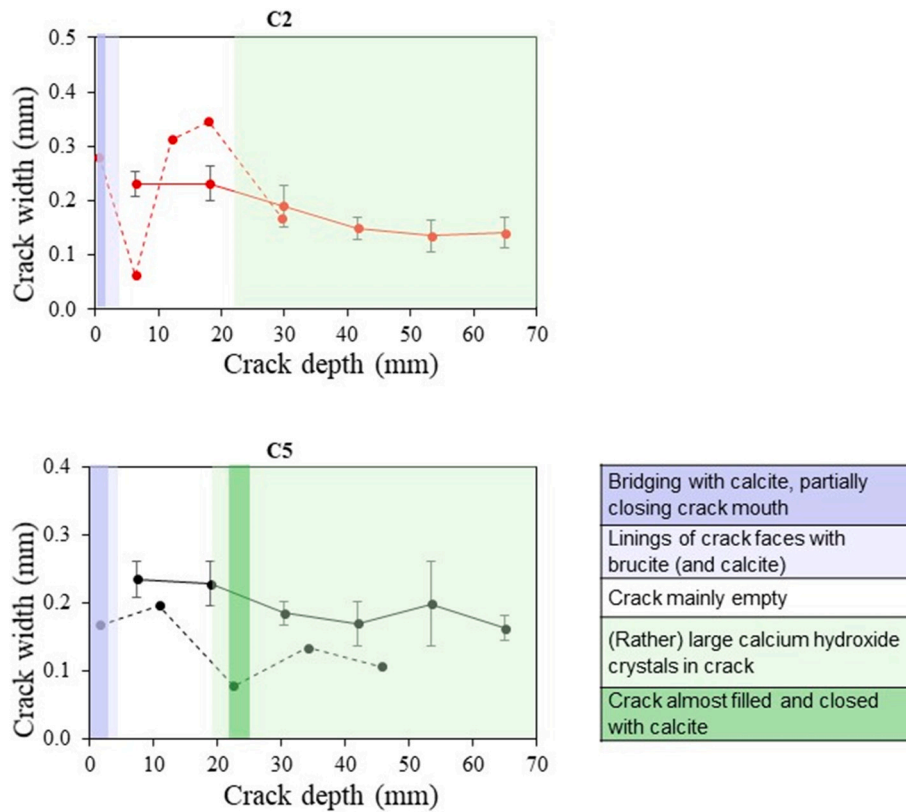 C2
0.5
0.4
0.3
0.2
0.1
0.0
Crack width (mm)
0 10 20 30 40 50 60 70
Crack depth (mm)
C5
0.4
0.3
0.2
0.1
0.0
Crack width (mm)
0 10 20 30 40 50 60 70
Crack depth (mm)
Bridging with calcite, partially
closing crack mouth
Linings of crack faces with
brucite (and calcite)
Crack mainly empty
(Rather) large calcium hydroxide
crystals in crack
Crack almost filled and closed
with calcite